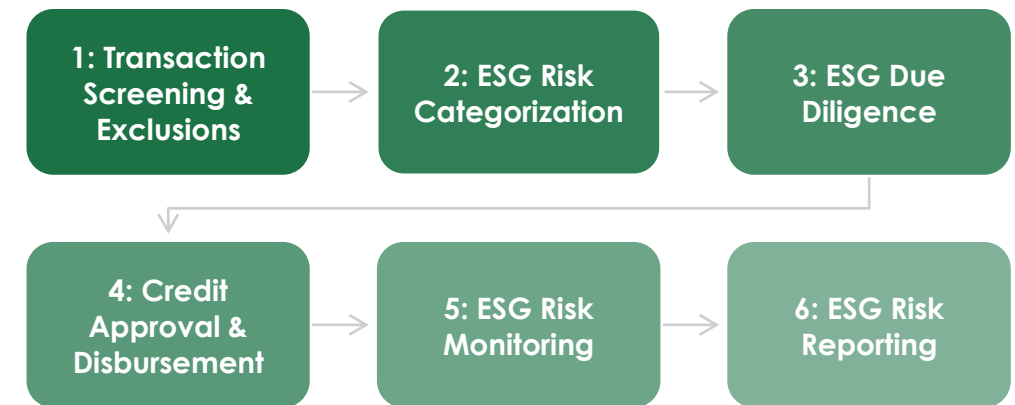 1: Transaction
Screening &
Exclusions
2: ESG Risk
Categorization
3: ESG Due
Diligence
4: Credit
Approval &
Disbursement
5: ESG Risk
Monitoring
6: ESG Risk
Reporting